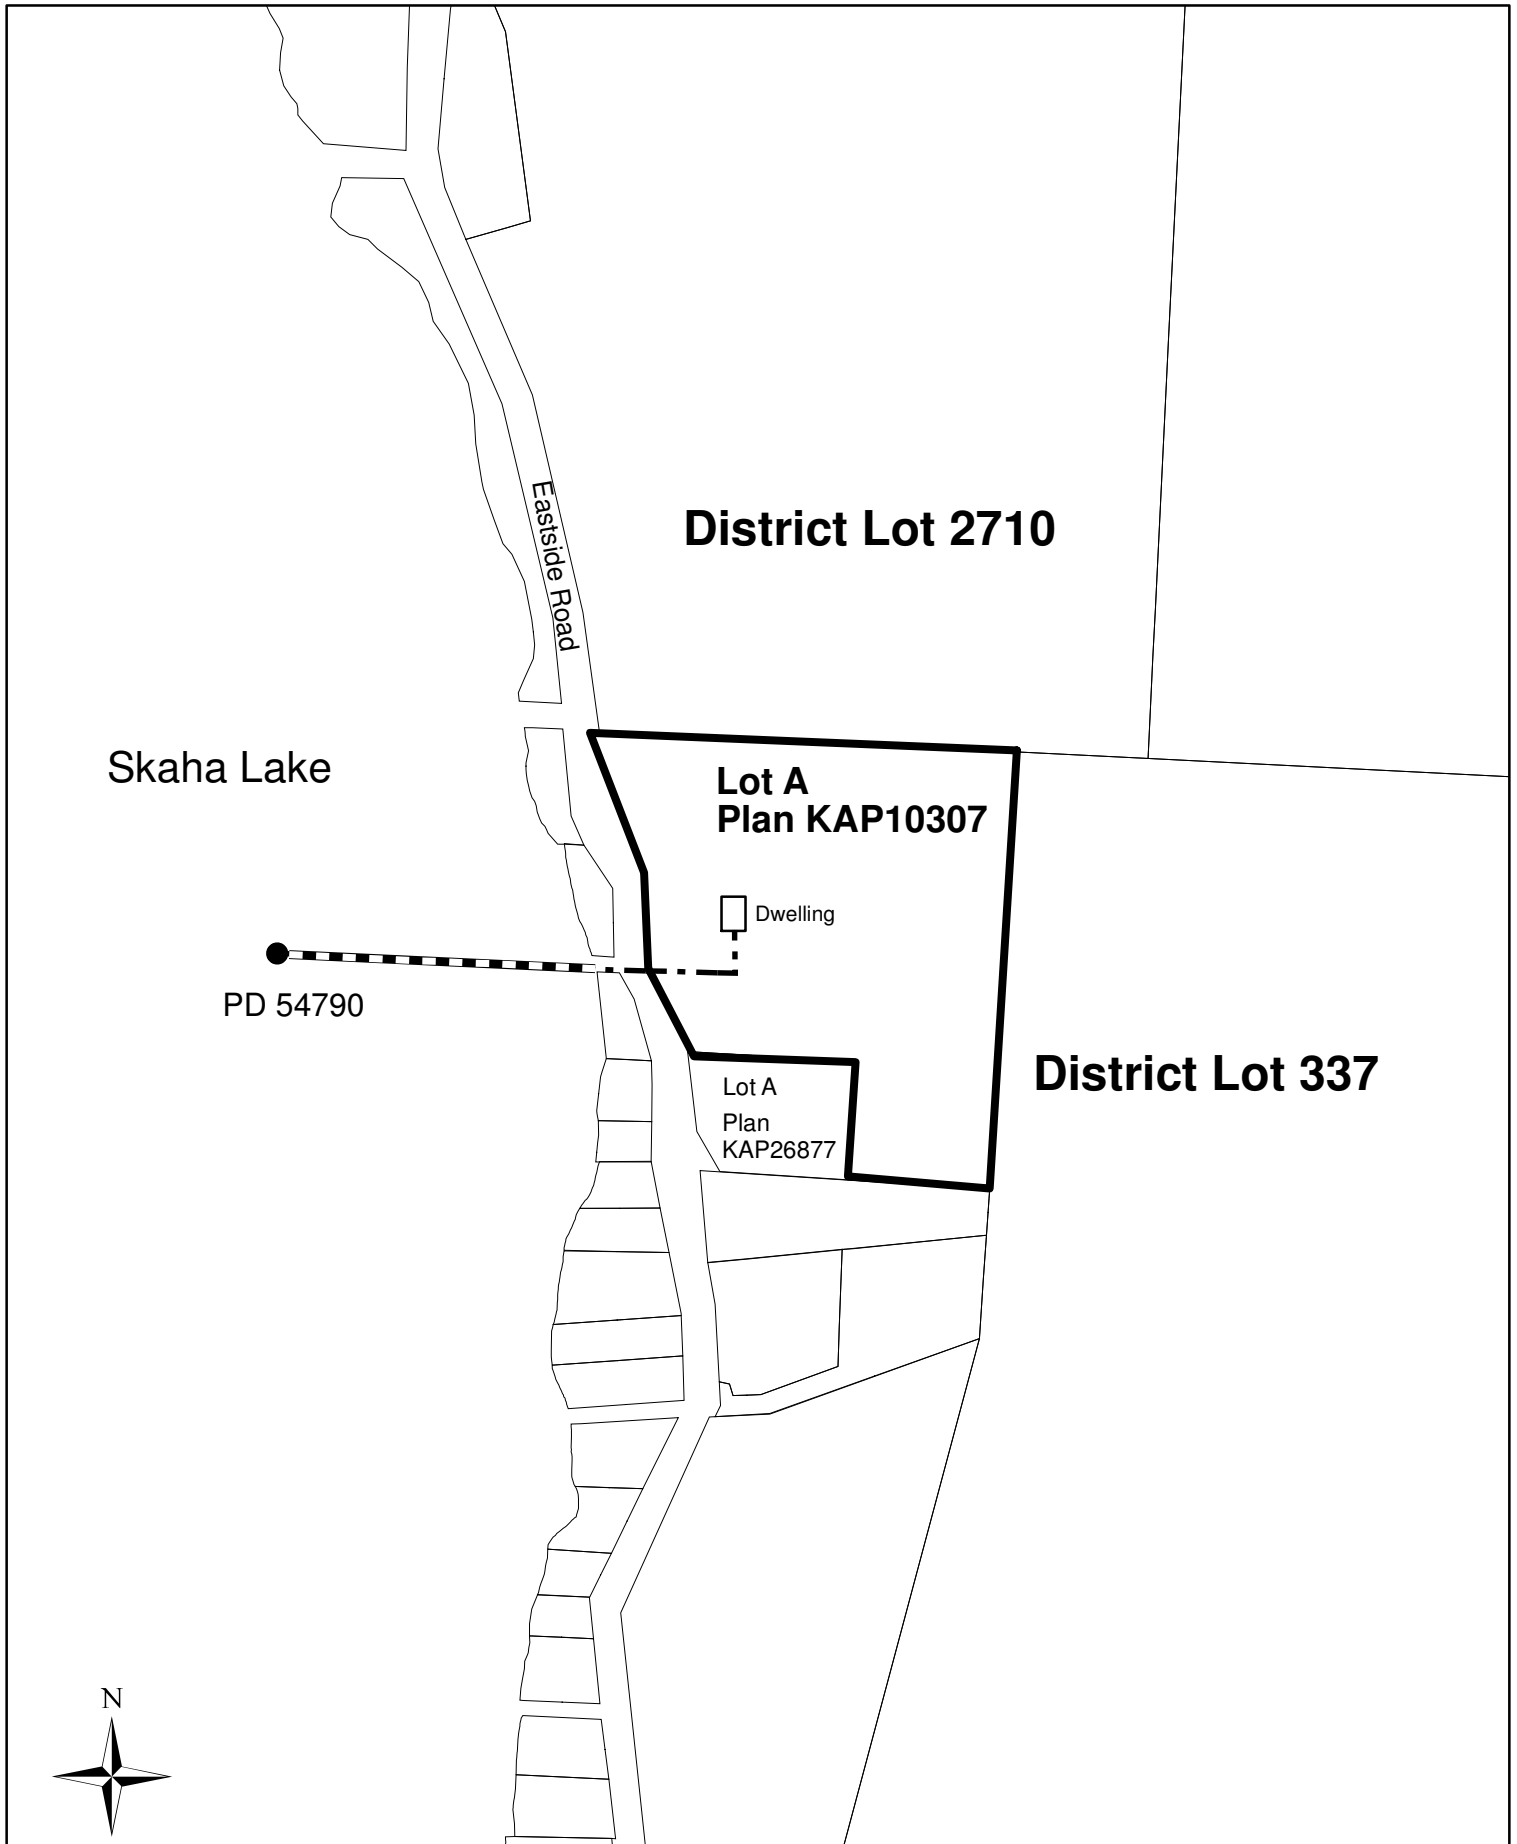 Eastside Road
District Lot 2710
Skaha Lake
Lot A
Plan KAP10307
Dwelling
PD 54790
District Lot 337
Lot A
Plan
KAP26877
N